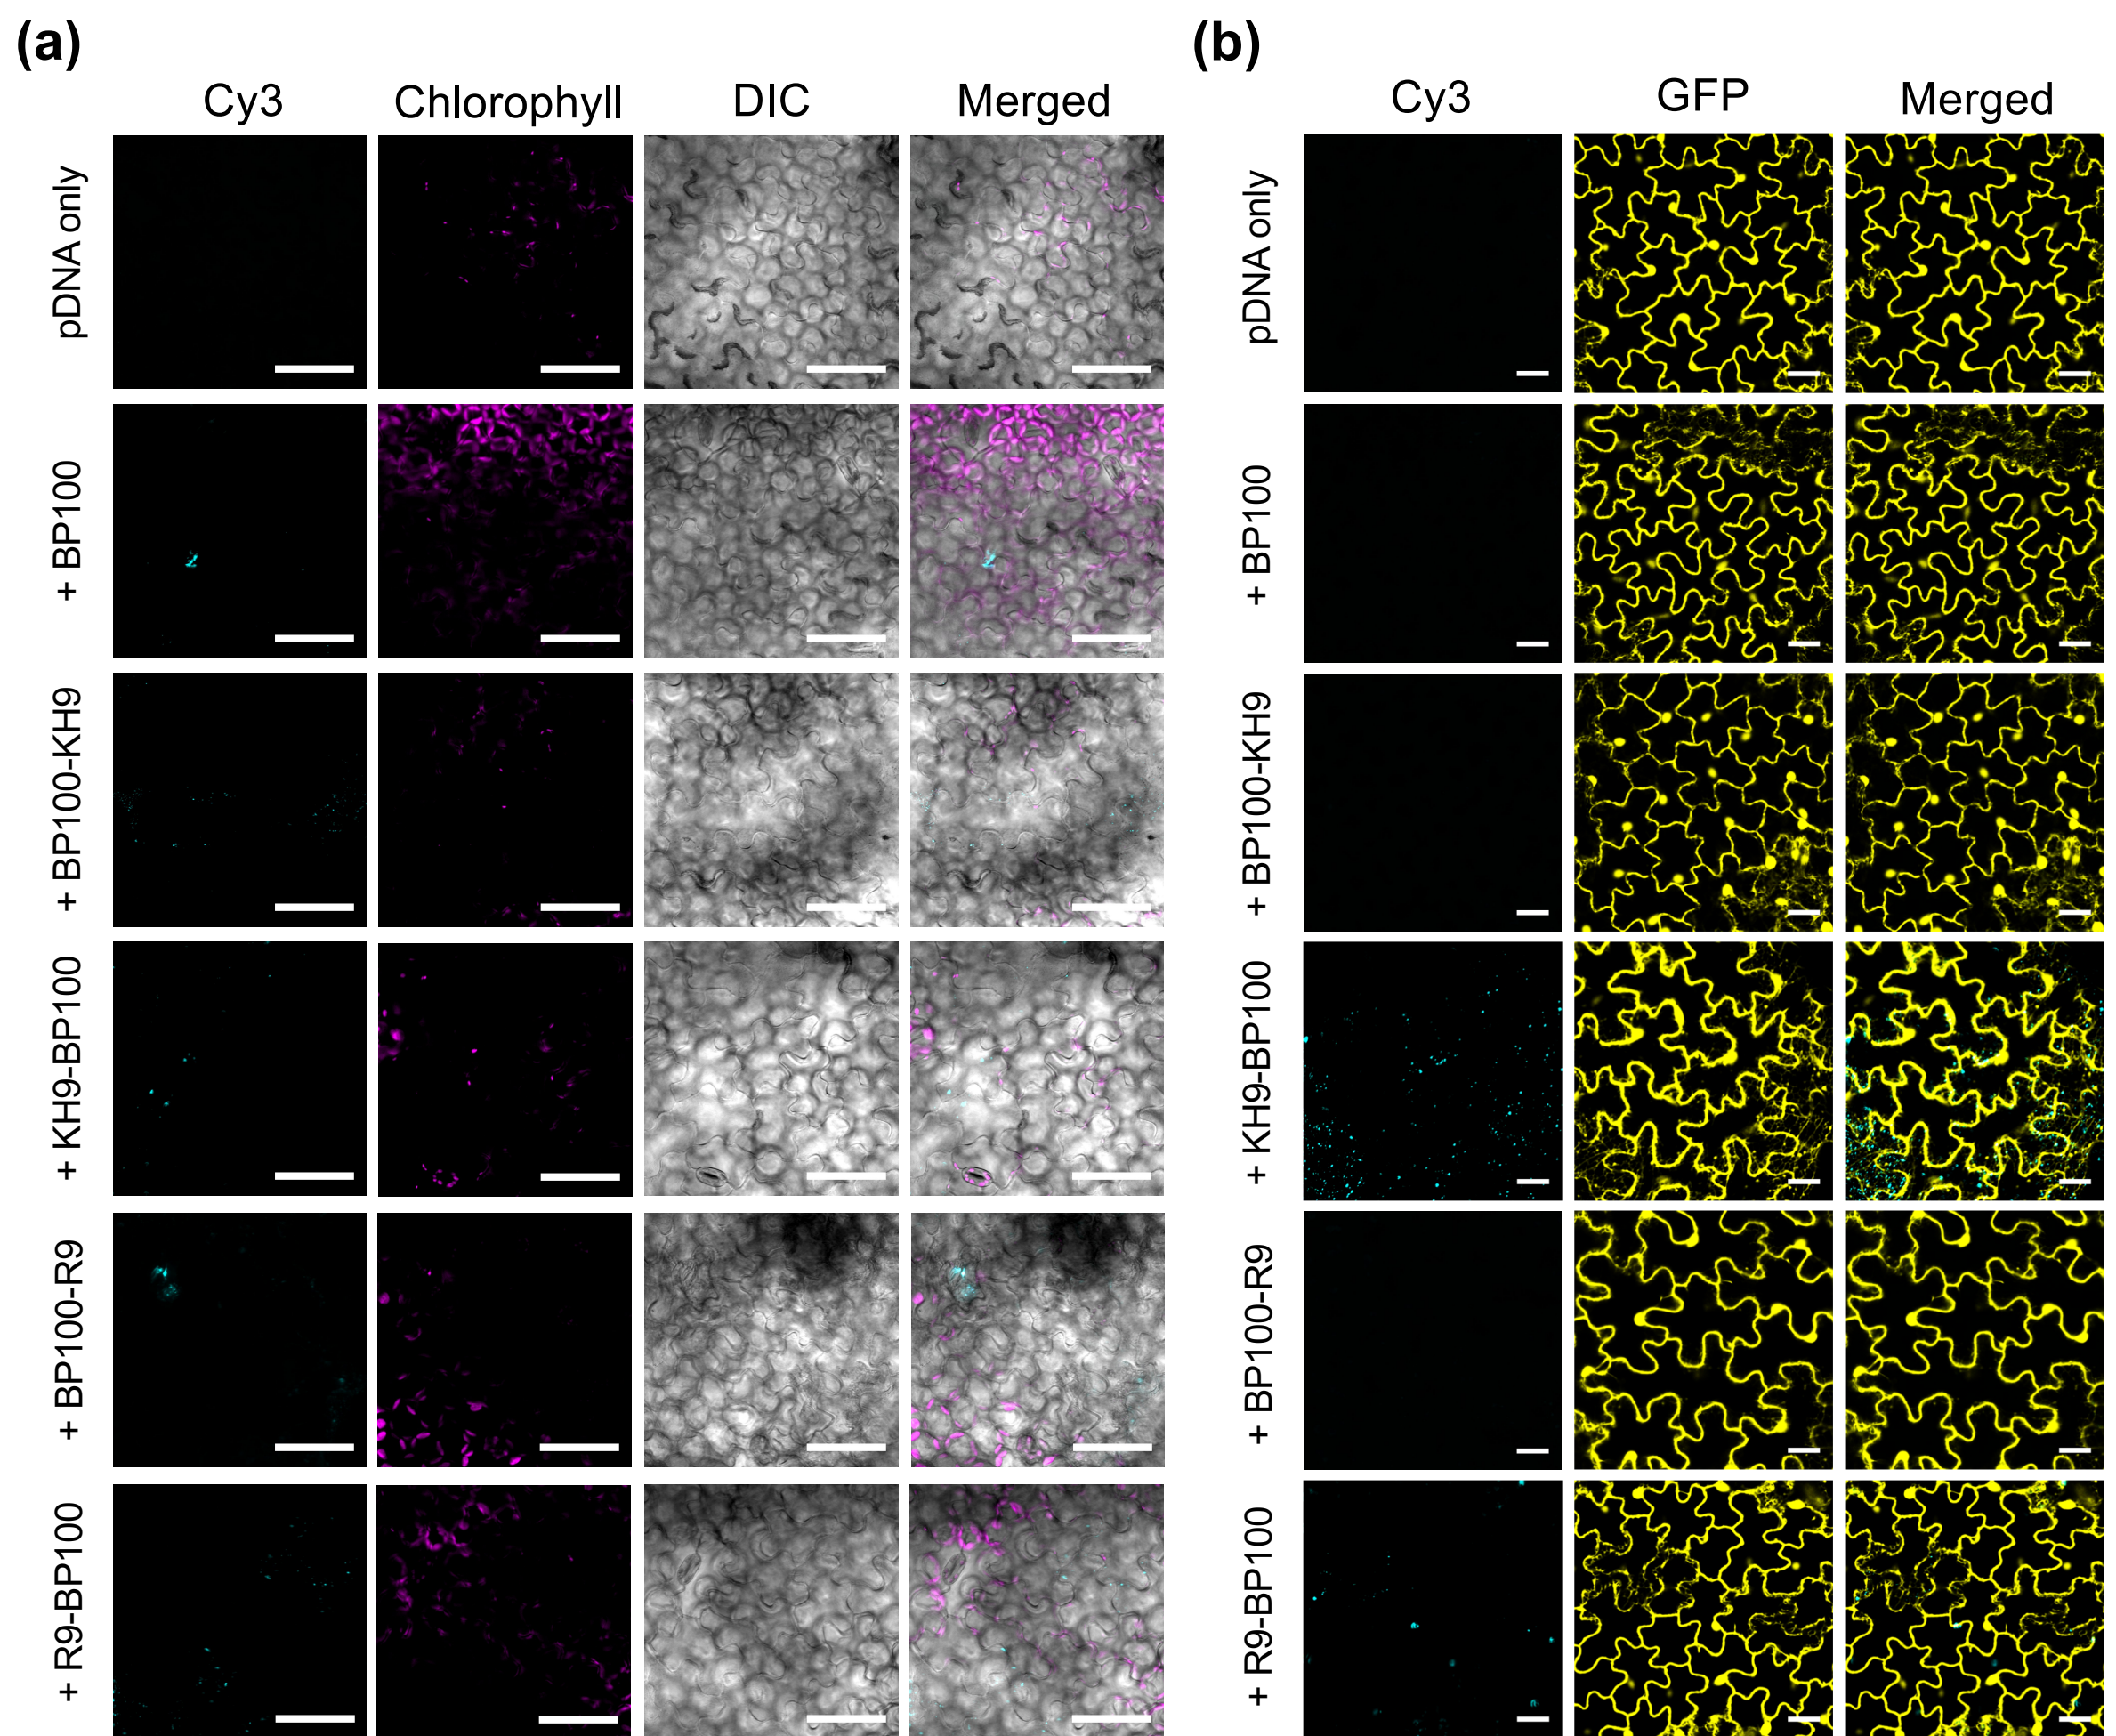 (a)
Cy3 Chlorophyll DIC Merged
pDNA only
+ BP100
+ BP100-KH9
+ KH9-BP100
+ BP100-R9
+ R9-BP100
(b)
Cy3 GFP Merged
pDNA only
+ BP100
+ BP100-KH9
+ KH9-BP100
+ BP100-R9
+ R9-BP100